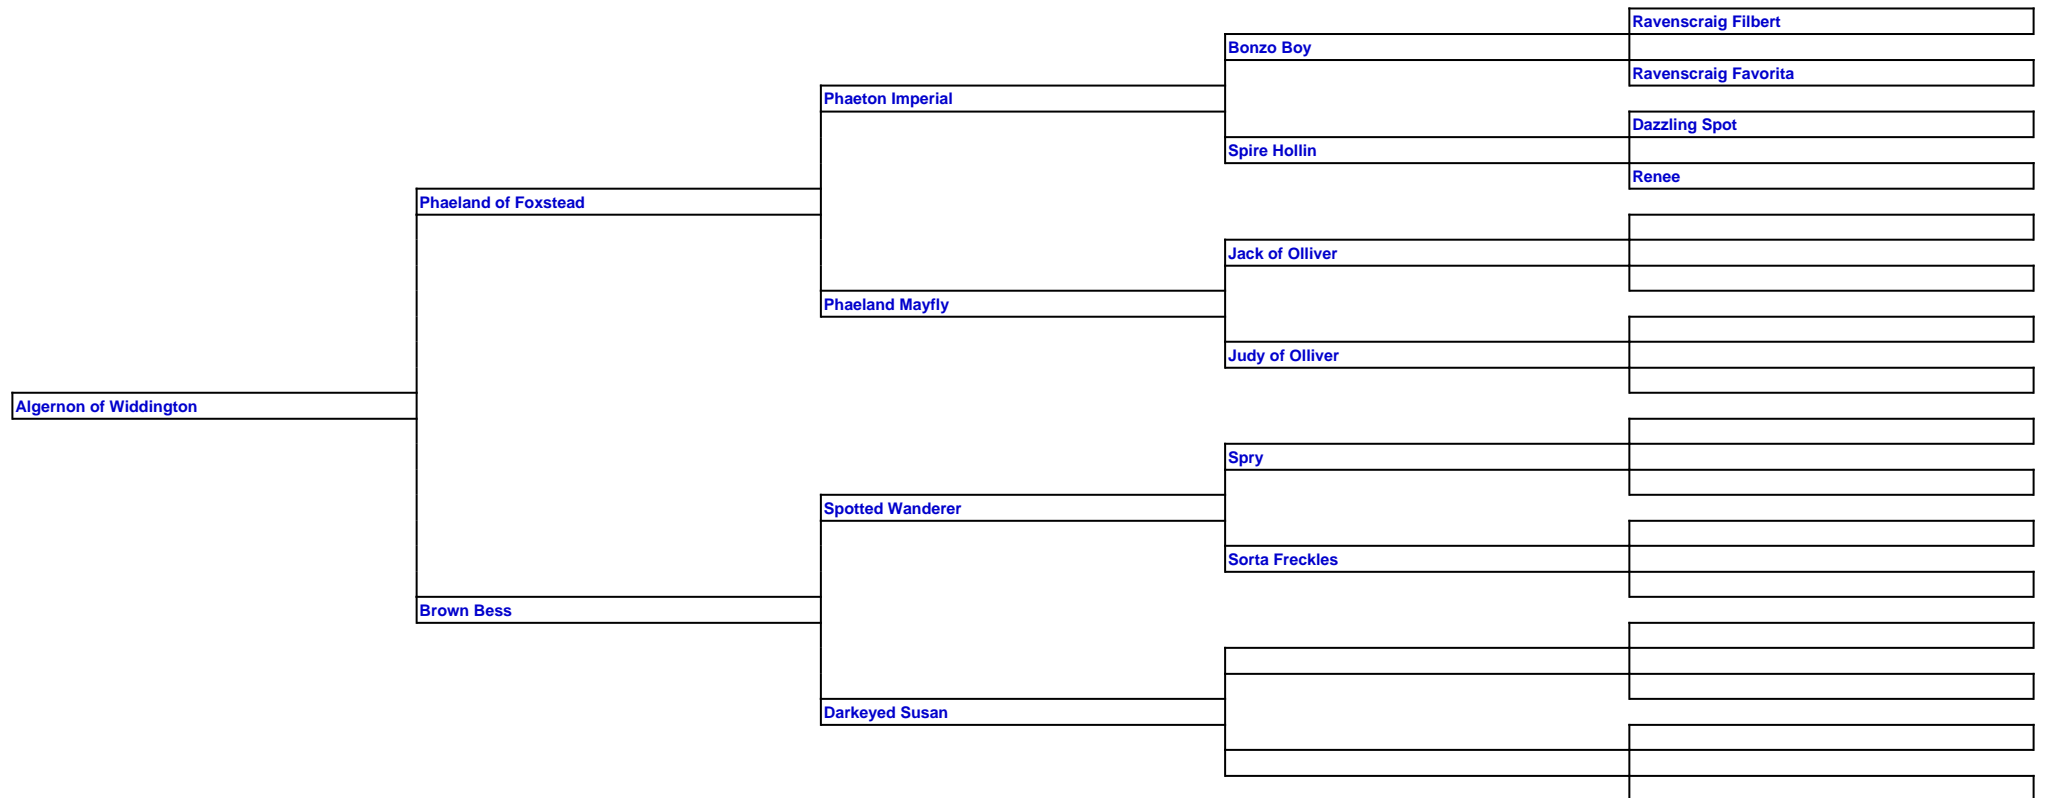 Ravenscraig Filbert
Bonzo Boy
Ravenscraig Favorita
Phaeton Imperial
Dazzling Spot
Spire Hollin
Renee
Phaeland of Foxstead
Jack of Olliver
Phaeland Mayfly
Judy of Olliver
Algernon of Widdington
Spry
Spotted Wanderer
Sorta Freckles
Brown Bess
Darkeyed Susan